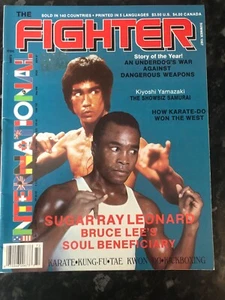 THE
SOLD IN 140 COUNTRIES • PRINTED IN 5 LANGUAGES
FIGHTER
INTERNATIONAL
Story of the Year!
AN UNDERDOG'S WAR
AGAINST
DANGEROUS WEAPONS
Kiyoshi Yamazaki
THE SHOWBIZ SAMURAI
HOW KARATE-DO
WON THE WEST
SUGAR RAY LEONARD
BRUCE LEE'S
SOUL BENEFICIARY
KARATE•KUNG-FU•TAE KWON DO•KICKBOXING